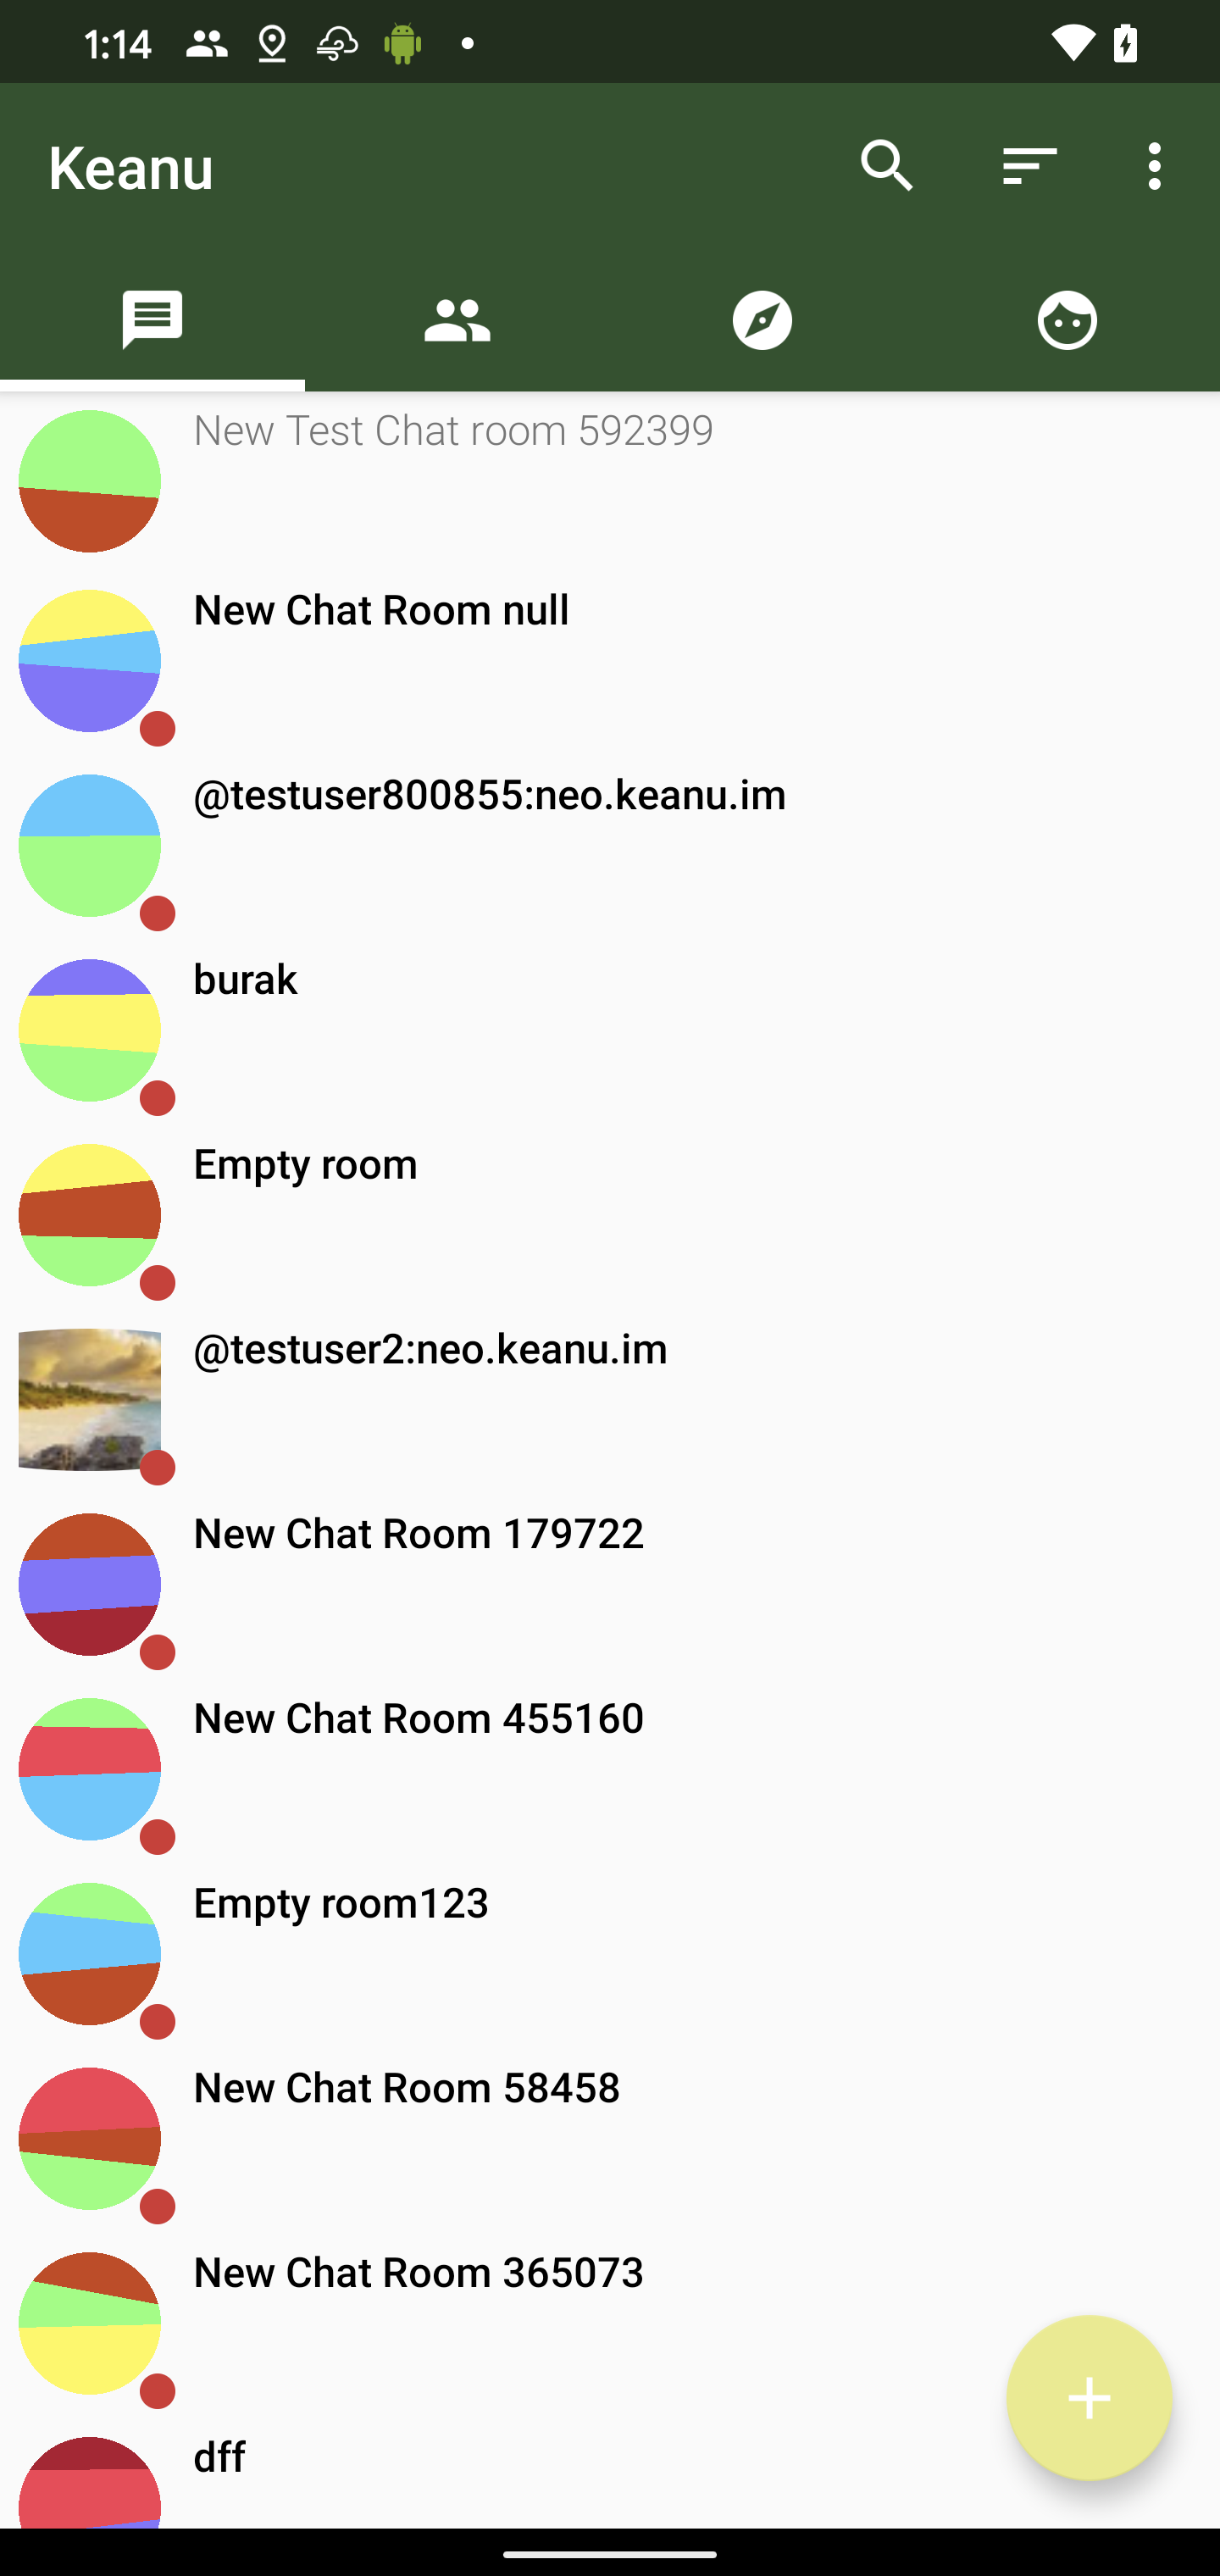 1:14
Keanu
New Test Chat room 592399
New Chat Room null
@testuser800855:neo.keanu.im
burak
Empty room
@testuser2:neo.keanu.im
New Chat Room 179722
New Chat Room 455160
Empty room123
New Chat Room 58458
New Chat Room 365073
dff